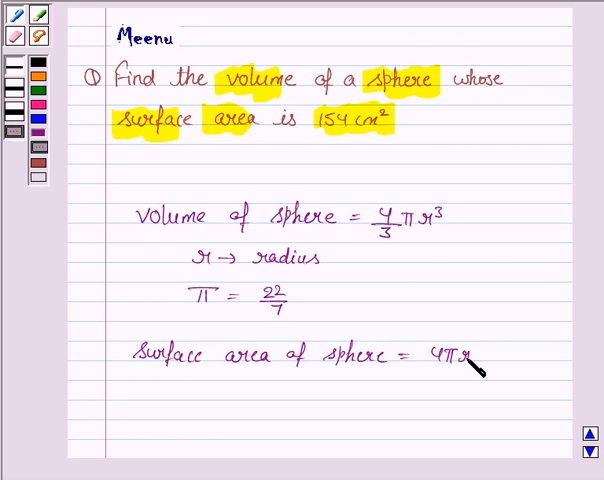 Meenu
① Find the volume of a sphere whose
surface area is 154 cm²
Volume of sphere = 4/3 π r³
r → radius
π = 22/7
Surface area of sphere = 4πr